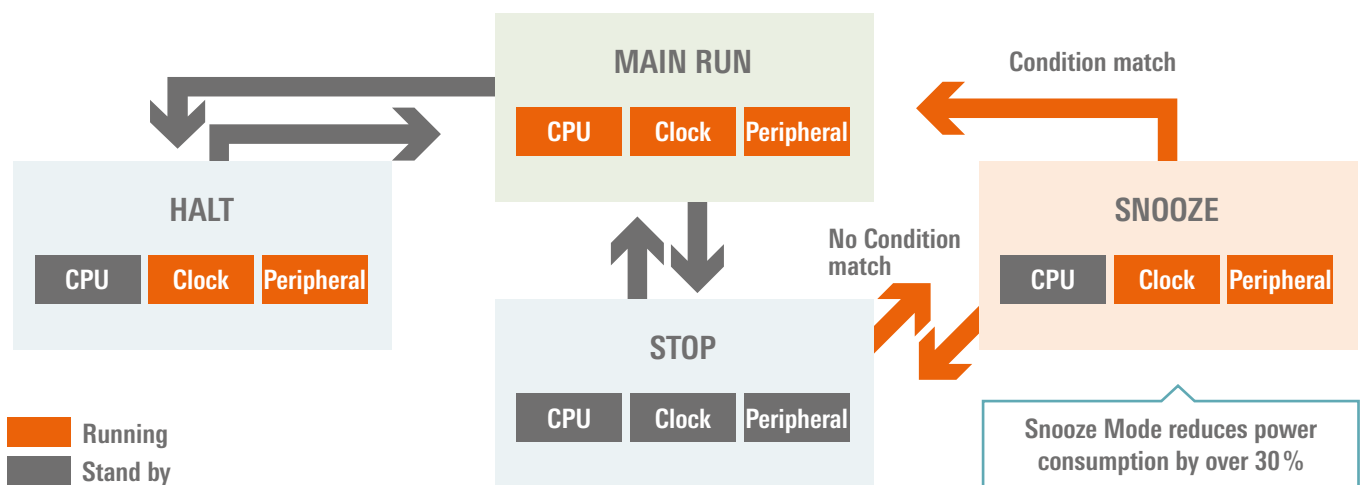 MAIN RUN
CPU
Clock
Peripheral
Condition match
HALT
CPU
Clock
Peripheral
No Condition
match
SNOOZE
CPU
Clock
Peripheral
STOP
CPU
Clock
Peripheral
Running
Stand by
Snooze Mode reduces power
consumption by over 30%